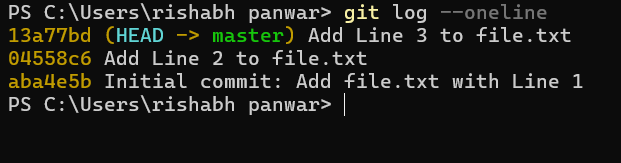 PS C:\Users\rishabh panwar> git log --oneline
13a77bd (HEAD -> master) Add Line 3 to file.txt
04558c6 Add Line 2 to file.txt
aba4e5b Initial commit: Add file.txt with Line 1
PS C:\Users\rishabh panwar>